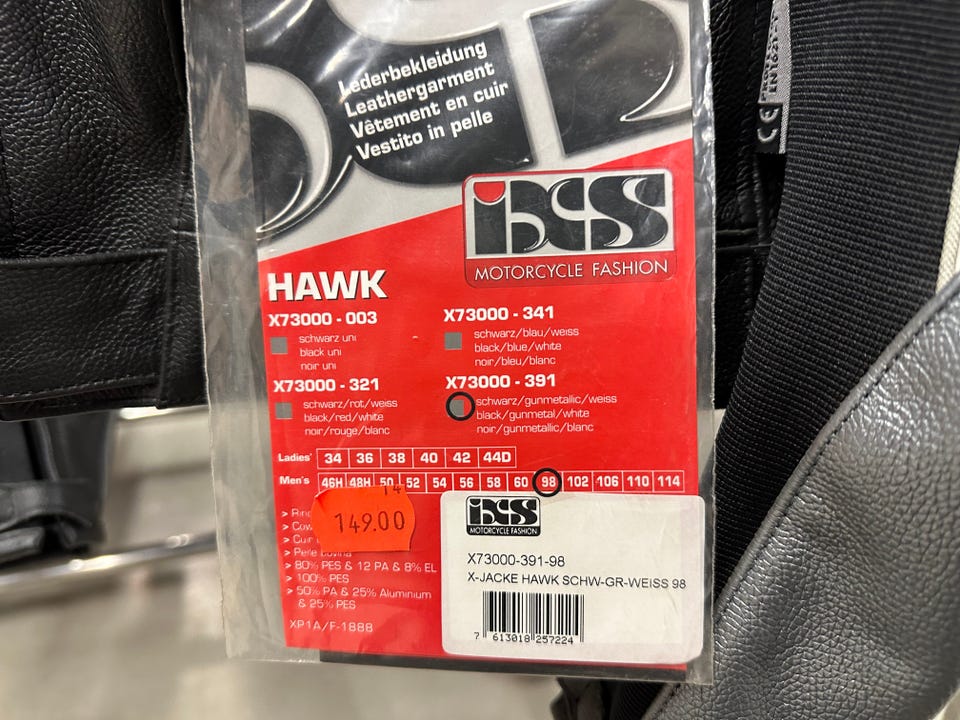 Lederbekleidung
Leathergarment
Vêtement en cuir
Vestito in pelle
iXS
MOTORCYCLE FASHION
HAWK
X73000 - 003
schwarz uni
black uni
noir uni
X73000 - 341
schwarz/blau/weiss
black/blue/white
noir/bleu/blanc
X73000 - 321
schwarz/rot/weiss
black/red/white
noir/rouge/blanc
X73000 - 391
schwarz/gunmetallic/weiss
black/gunmetal/white
noir/gunmetallic/blanc
Ladies' 34 36 38 40 42 44D
Men's 46H 48H 50 52 54 56 58 60 98 102 106 110 114
14
149.00
> Perle bovina
> 80% PES & 12 PA & 8% EL
> 100% PES
> 50% PA & 25% Aluminium
& 25% PES
XP1A/F-1888
iXS
MOTORCYCLE FASHION
X73000-391-98
X-JACKE HAWK SCHW-GR-WEISS 98
7 613018 257224
CE